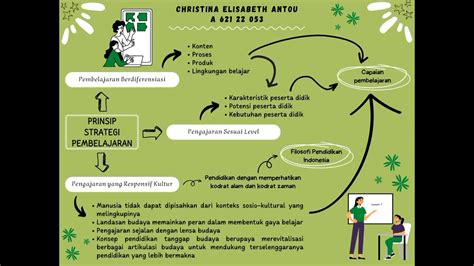 CHRISTINA ELISABETH ANTOU
A 621 22 053
• Konten
• Proses
• Produk
• Lingkungan belajar
Pembelajaran Berdiferensiasi
Capaian
pembelajaran
• Karakteristik peserta didik
• Potensi peserta didik
• Kebutuhan peserta didik
PRINSIP
STRATEGI
PEMBELAJARAN
Pengajaran Sesuai Level
Filosofi Pendidikan
Indonesia
Pengajaran yang Responsif Kultur
Pendidikan dengan memperhatikan
kodrat alam dan kodrat zaman
• Manusia tidak dapat dipisahkan dari konteks sosio-kultural yang
melingkupinya
• Landasan budaya memainkan peran dalam membentuk gaya belajar
• Pengajaran sejalan dengan lensa budaya
• Konsep pendidikan tanggap budaya berupaya merevitalisasi
berbagai artikulasi budaya untuk mendukung terselenggaranya
pendidikan yang lebih bermakna